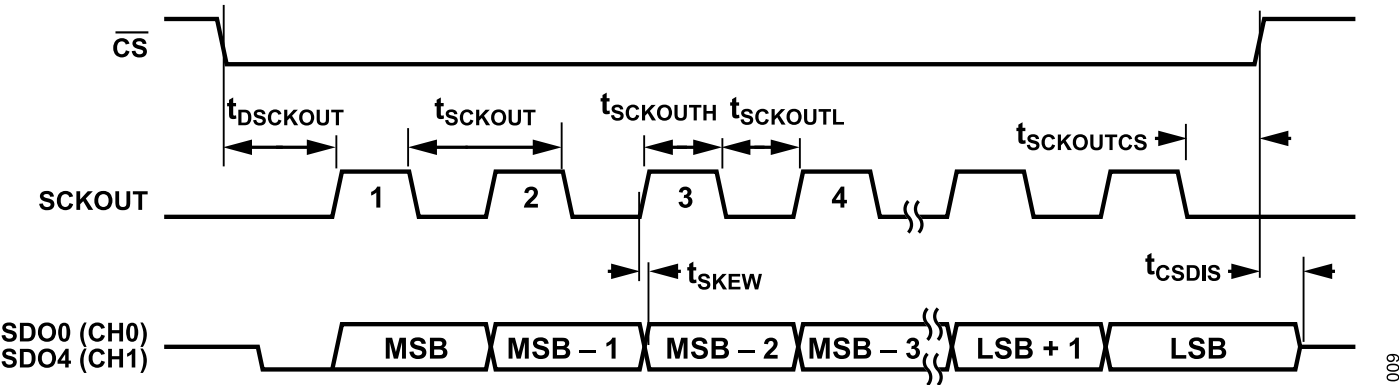 CS
tDSCKOUT
tSCKOUT
tSCKOUTH
tSCKOUTL
tSCKOUTCS
SCKOUT
1
2
3
4
tSKEW
tCSDIS
SDO0 (CH0)
SDO4 (CH1)
MSB
MSB – 1
MSB – 2
MSB – 3
LSB + 1
LSB
009